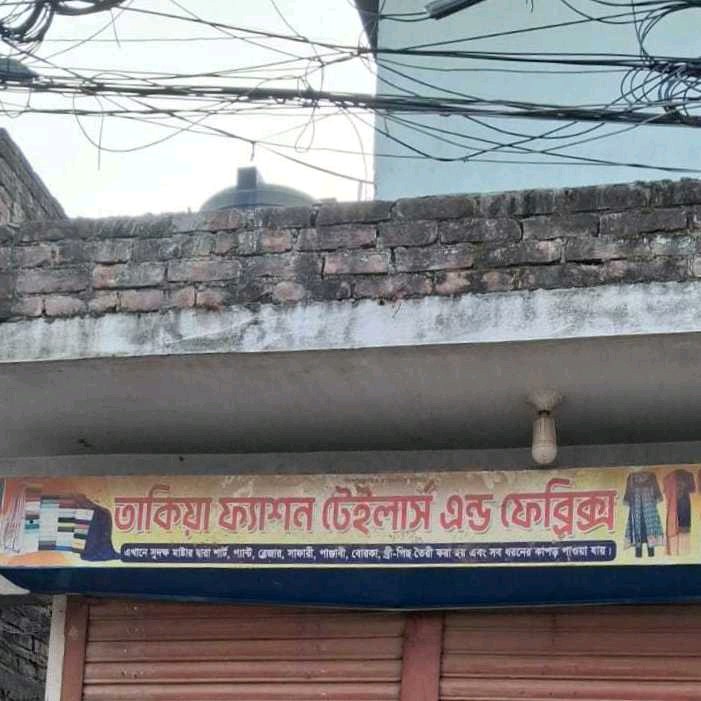 তাকিয়া ফ্যাশন টেইলার্স এন্ড ফেব্রিক্স
এখানে সুদক্ষ মাষ্টার দ্বারা শার্ট, প্যান্ট, ব্লেজার, সাফারী, পাঞ্জাবী, বোরকা, থ্রী-পিছ তৈরী করা হয় এবং সব ধরনের কাপড় পাওয়া যায়।